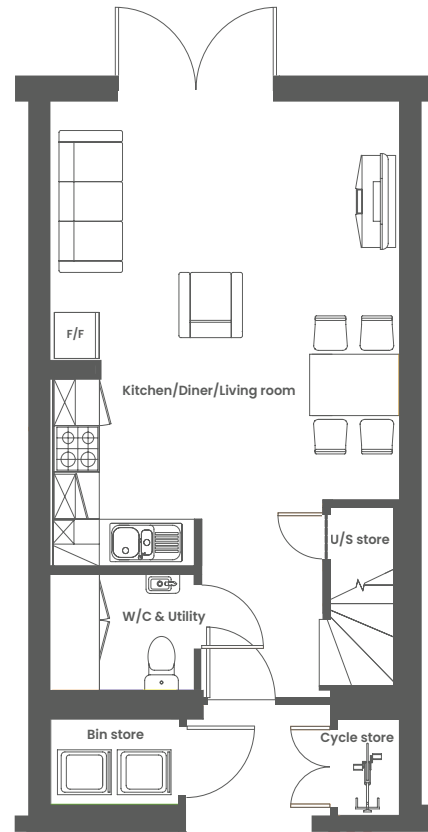 F/F
Kitchen/Diner/Living room
U/S store
W/C & Utility
Bin store
Cycle store